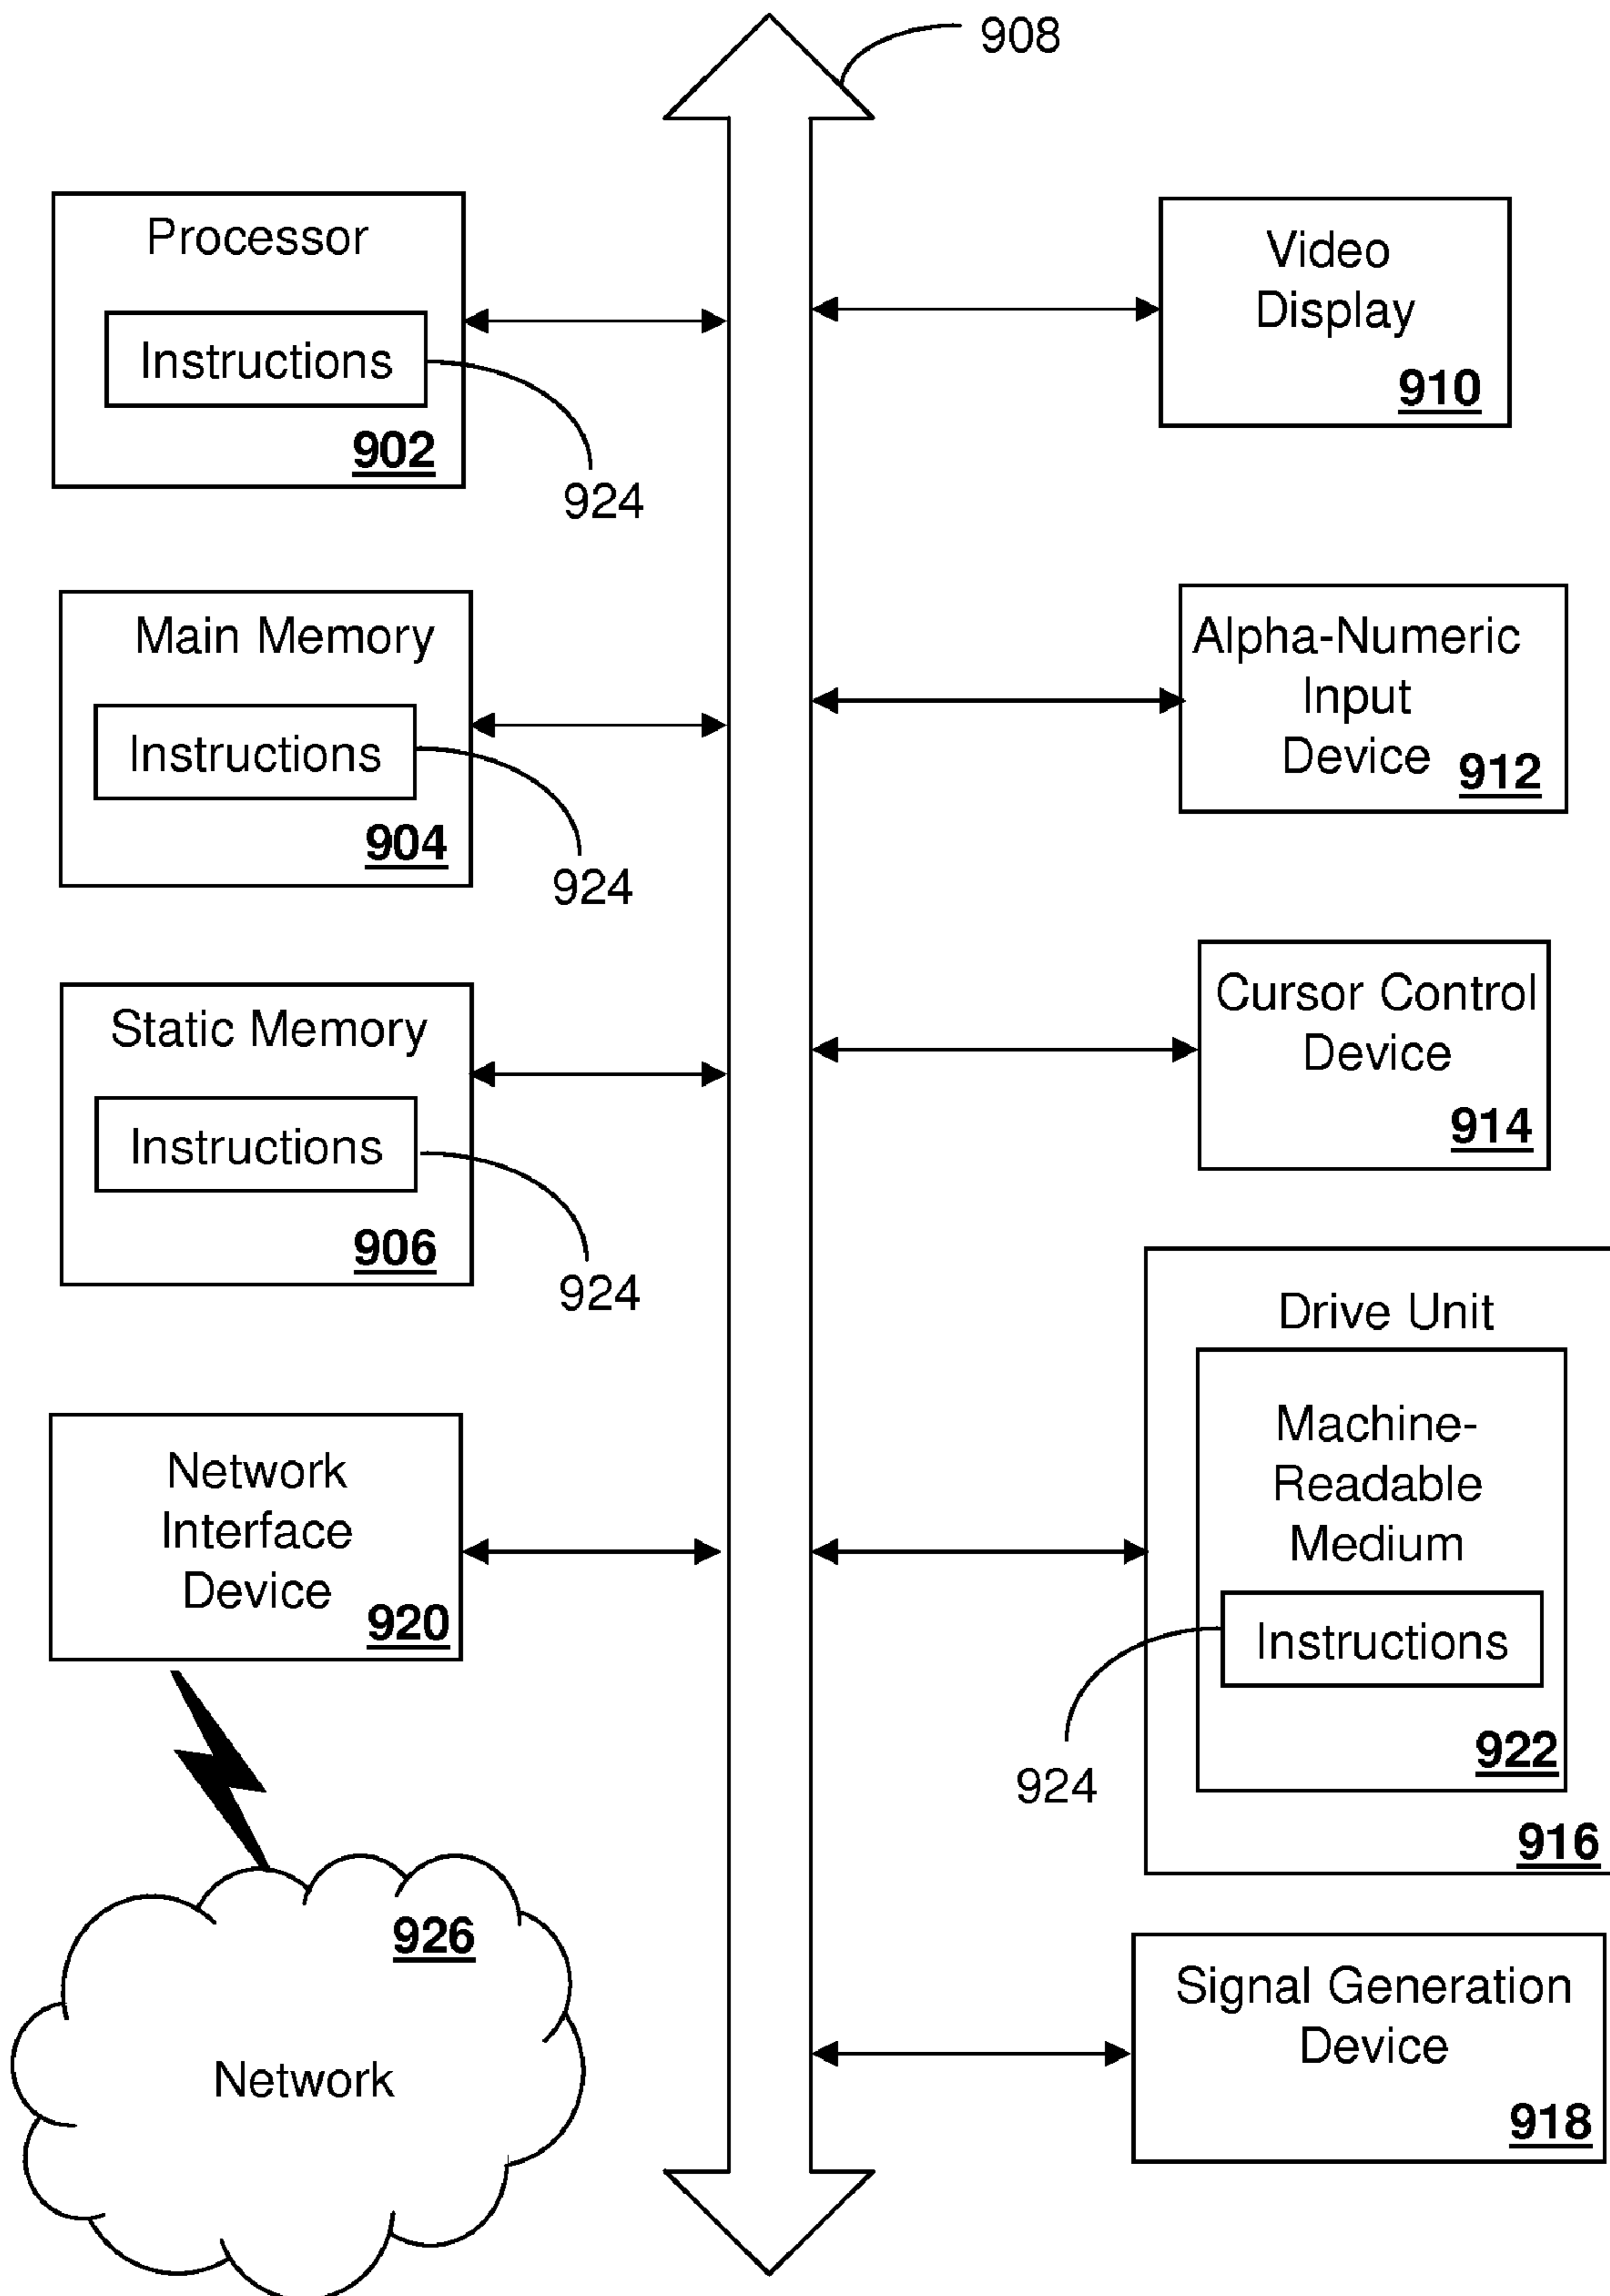 908
Processor
Instructions
902
924
Main Memory
Instructions
904
924
Static Memory
Instructions
906
924
Network
Interface
Device
920
926
Network
Video
Display
910
Alpha-Numeric
Input
Device
912
Cursor Control
Device
914
Drive Unit
Machine-
Readable
Medium
Instructions
922
924
916
Signal Generation
Device
918